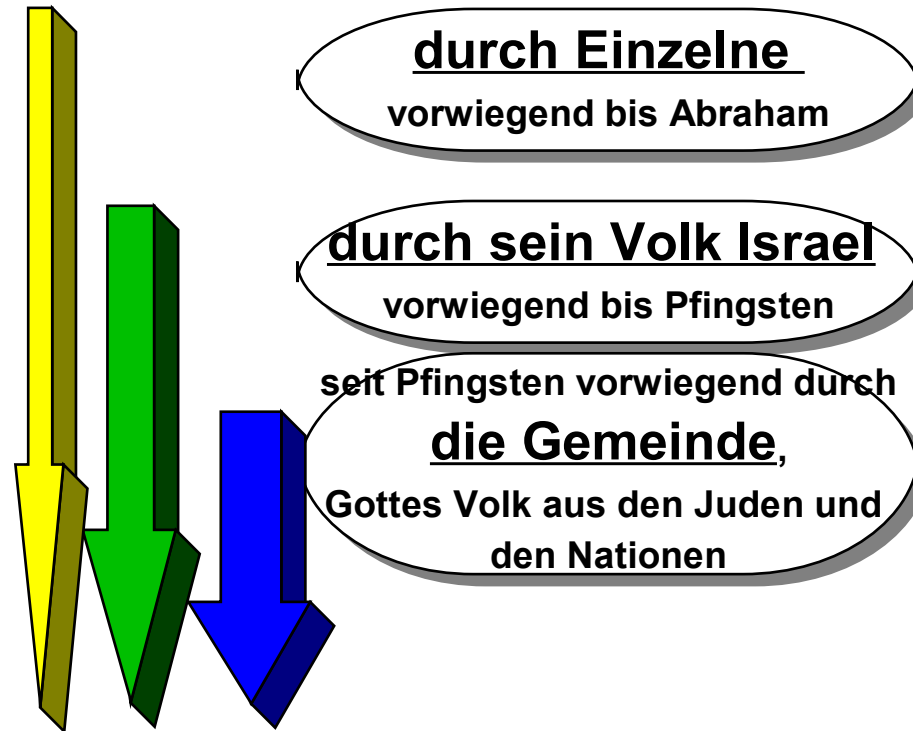 durch Einzelne
vorwiegend bis Abraham
durch sein Volk Israel
vorwiegend bis Pfingsten
seit Pfingsten vorwiegend durch
die Gemeinde,
Gottes Volk aus den Juden und
den Nationen